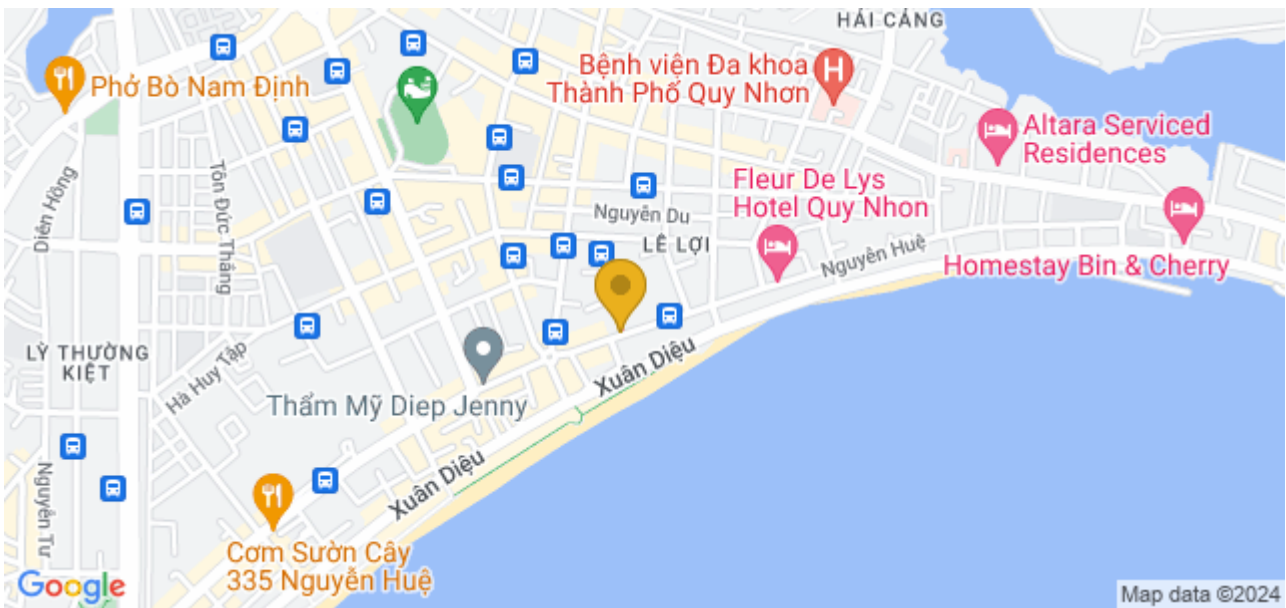 HẢI CẢNG
Bệnh viện Đa khoa
Thành Phố Quy Nhơn
H
Phở Bò Nam Định
Altara Serviced
Residences
Tôn Đức Thắng
Diên Hồng
Fleur De Lys
Hotel Quy Nhon
Nguyễn Du
LÊ LỢI
Nguyễn Huệ
Homestay Bin & Cherry
LÝ THƯỜNG
KIỆT
Hà Huy Tập
Xuân Diệu
Thẩm Mỹ Diep Jenny
Xuân Diệu
Nguyễn Tư
Cơm Sườn Cây
335 Nguyễn Huệ
Google
Map data ©2024